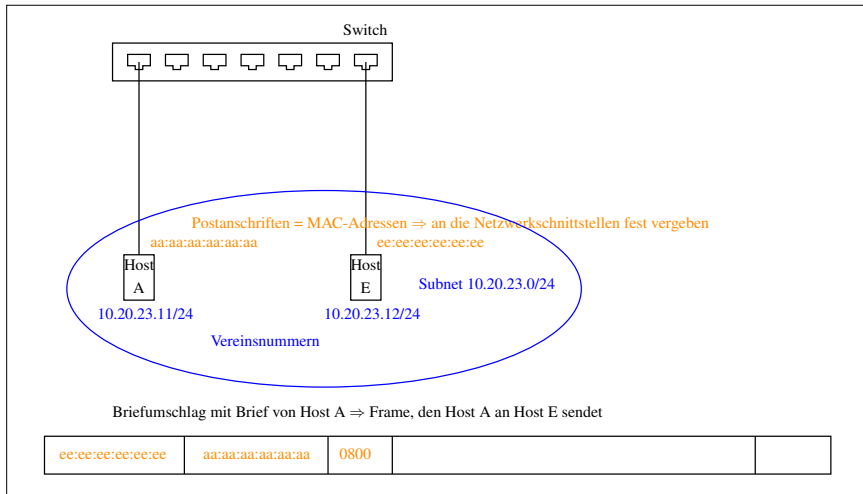 Switch
Postanschriften = MAC-Adressen ⇒ an die Netzwerkschnittstellen fest vergeben
aa:aa:aa:aa:aa:aa ee:ee:ee:ee:ee:ee
Host Host
A E
Subnet 10.20.23.0/24
10.20.23.11/24 10.20.23.12/24
Vereinsnummern
Briefumschlag mit Brief von Host A ⇒ Frame, den Host A an Host E sendet
ee:ee:ee:ee:ee:ee aa:aa:aa:aa:aa:aa 0800